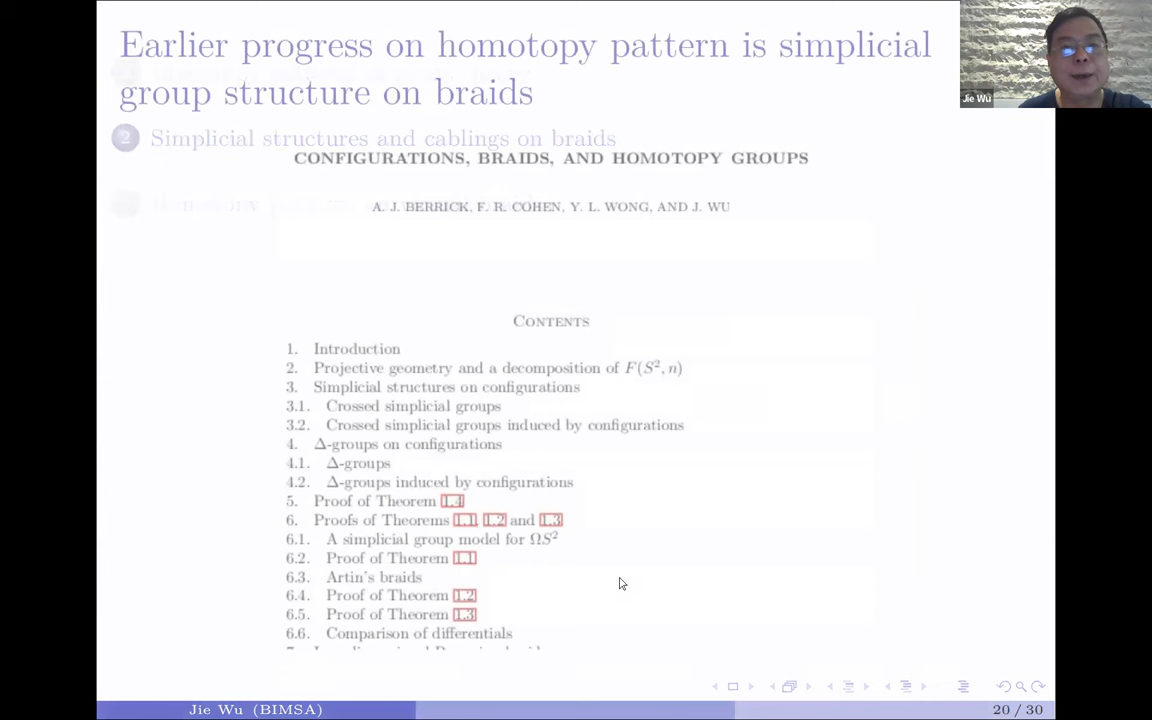 Earlier progress on homotopy pattern is simplicial
group structure on braids
2 Simplicial structures and cablings on braids
CONFIGURATIONS, BRAIDS, AND HOMOTOPY GROUPS
A. J. BERRICK, F. R. COHEN, Y. L. WONG, AND J. WU
CONTENTS
1. Introduction
2. Projective geometry and a decomposition of F(S², n)
3. Simplicial structures on configurations
3.1. Crossed simplicial groups
3.2. Crossed simplicial groups induced by configurations
4. Δ-groups on configurations
4.1. Δ-groups
4.2. Δ-groups induced by configurations
5. Proof of Theorem 1.4
6. Proofs of Theorems 1.1, 1.2 and 1.3
6.1. A simplicial group model for ΩS²
6.2. Proof of Theorem 1.1
6.3. Artin's braids
6.4. Proof of Theorem 1.2
6.5. Proof of Theorem 1.3
6.6. Comparison of differentials
Jie Wu (BIMSA)
20 / 30
Jie Wu